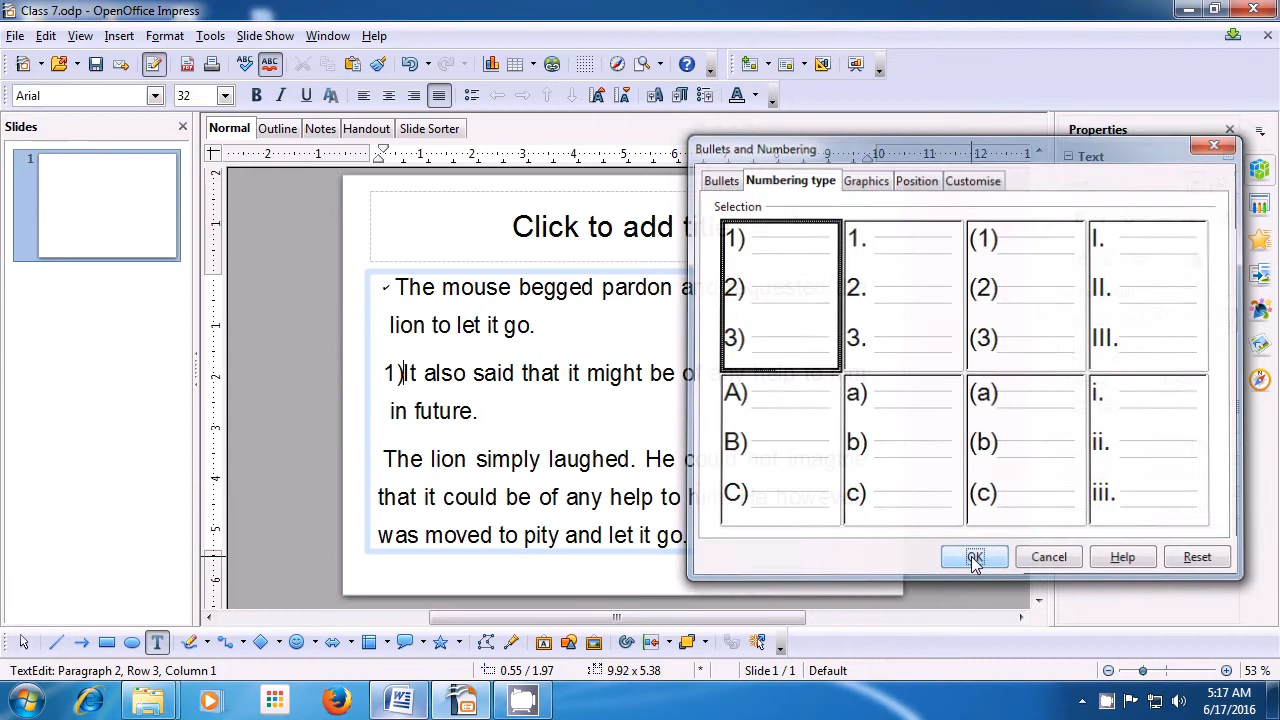 Class 7.odp - OpenOffice Impress
File Edit View Insert Format Tools Slide Show Window Help
Arial 32
Slides
Normal Outline Notes Handout Slide Sorter
Properties
Text
1
Click to add
The mouse begged pardon
lion to let it go.
1)It also said that it might be
in future.
The lion simply laughed. He could not imagine
that it could be of any help to
was moved to pity and let it go.
Bullets and Numbering
Bullets Numbering type Graphics Position Customise
Selection
1) 1. (1) I.
2) 2. (2) II.
3) 3. (3) III.
A) a) (a) i.
B) b) (b) ii.
C) c) (c) iii.
OK Cancel Help Reset
TextEdit: Paragraph 2, Row 3, Column 1 0.55 / 1.97 9.92 x 5.38 * Slide 1 / 1 Default 53 %
5:17 AM
6/17/2016